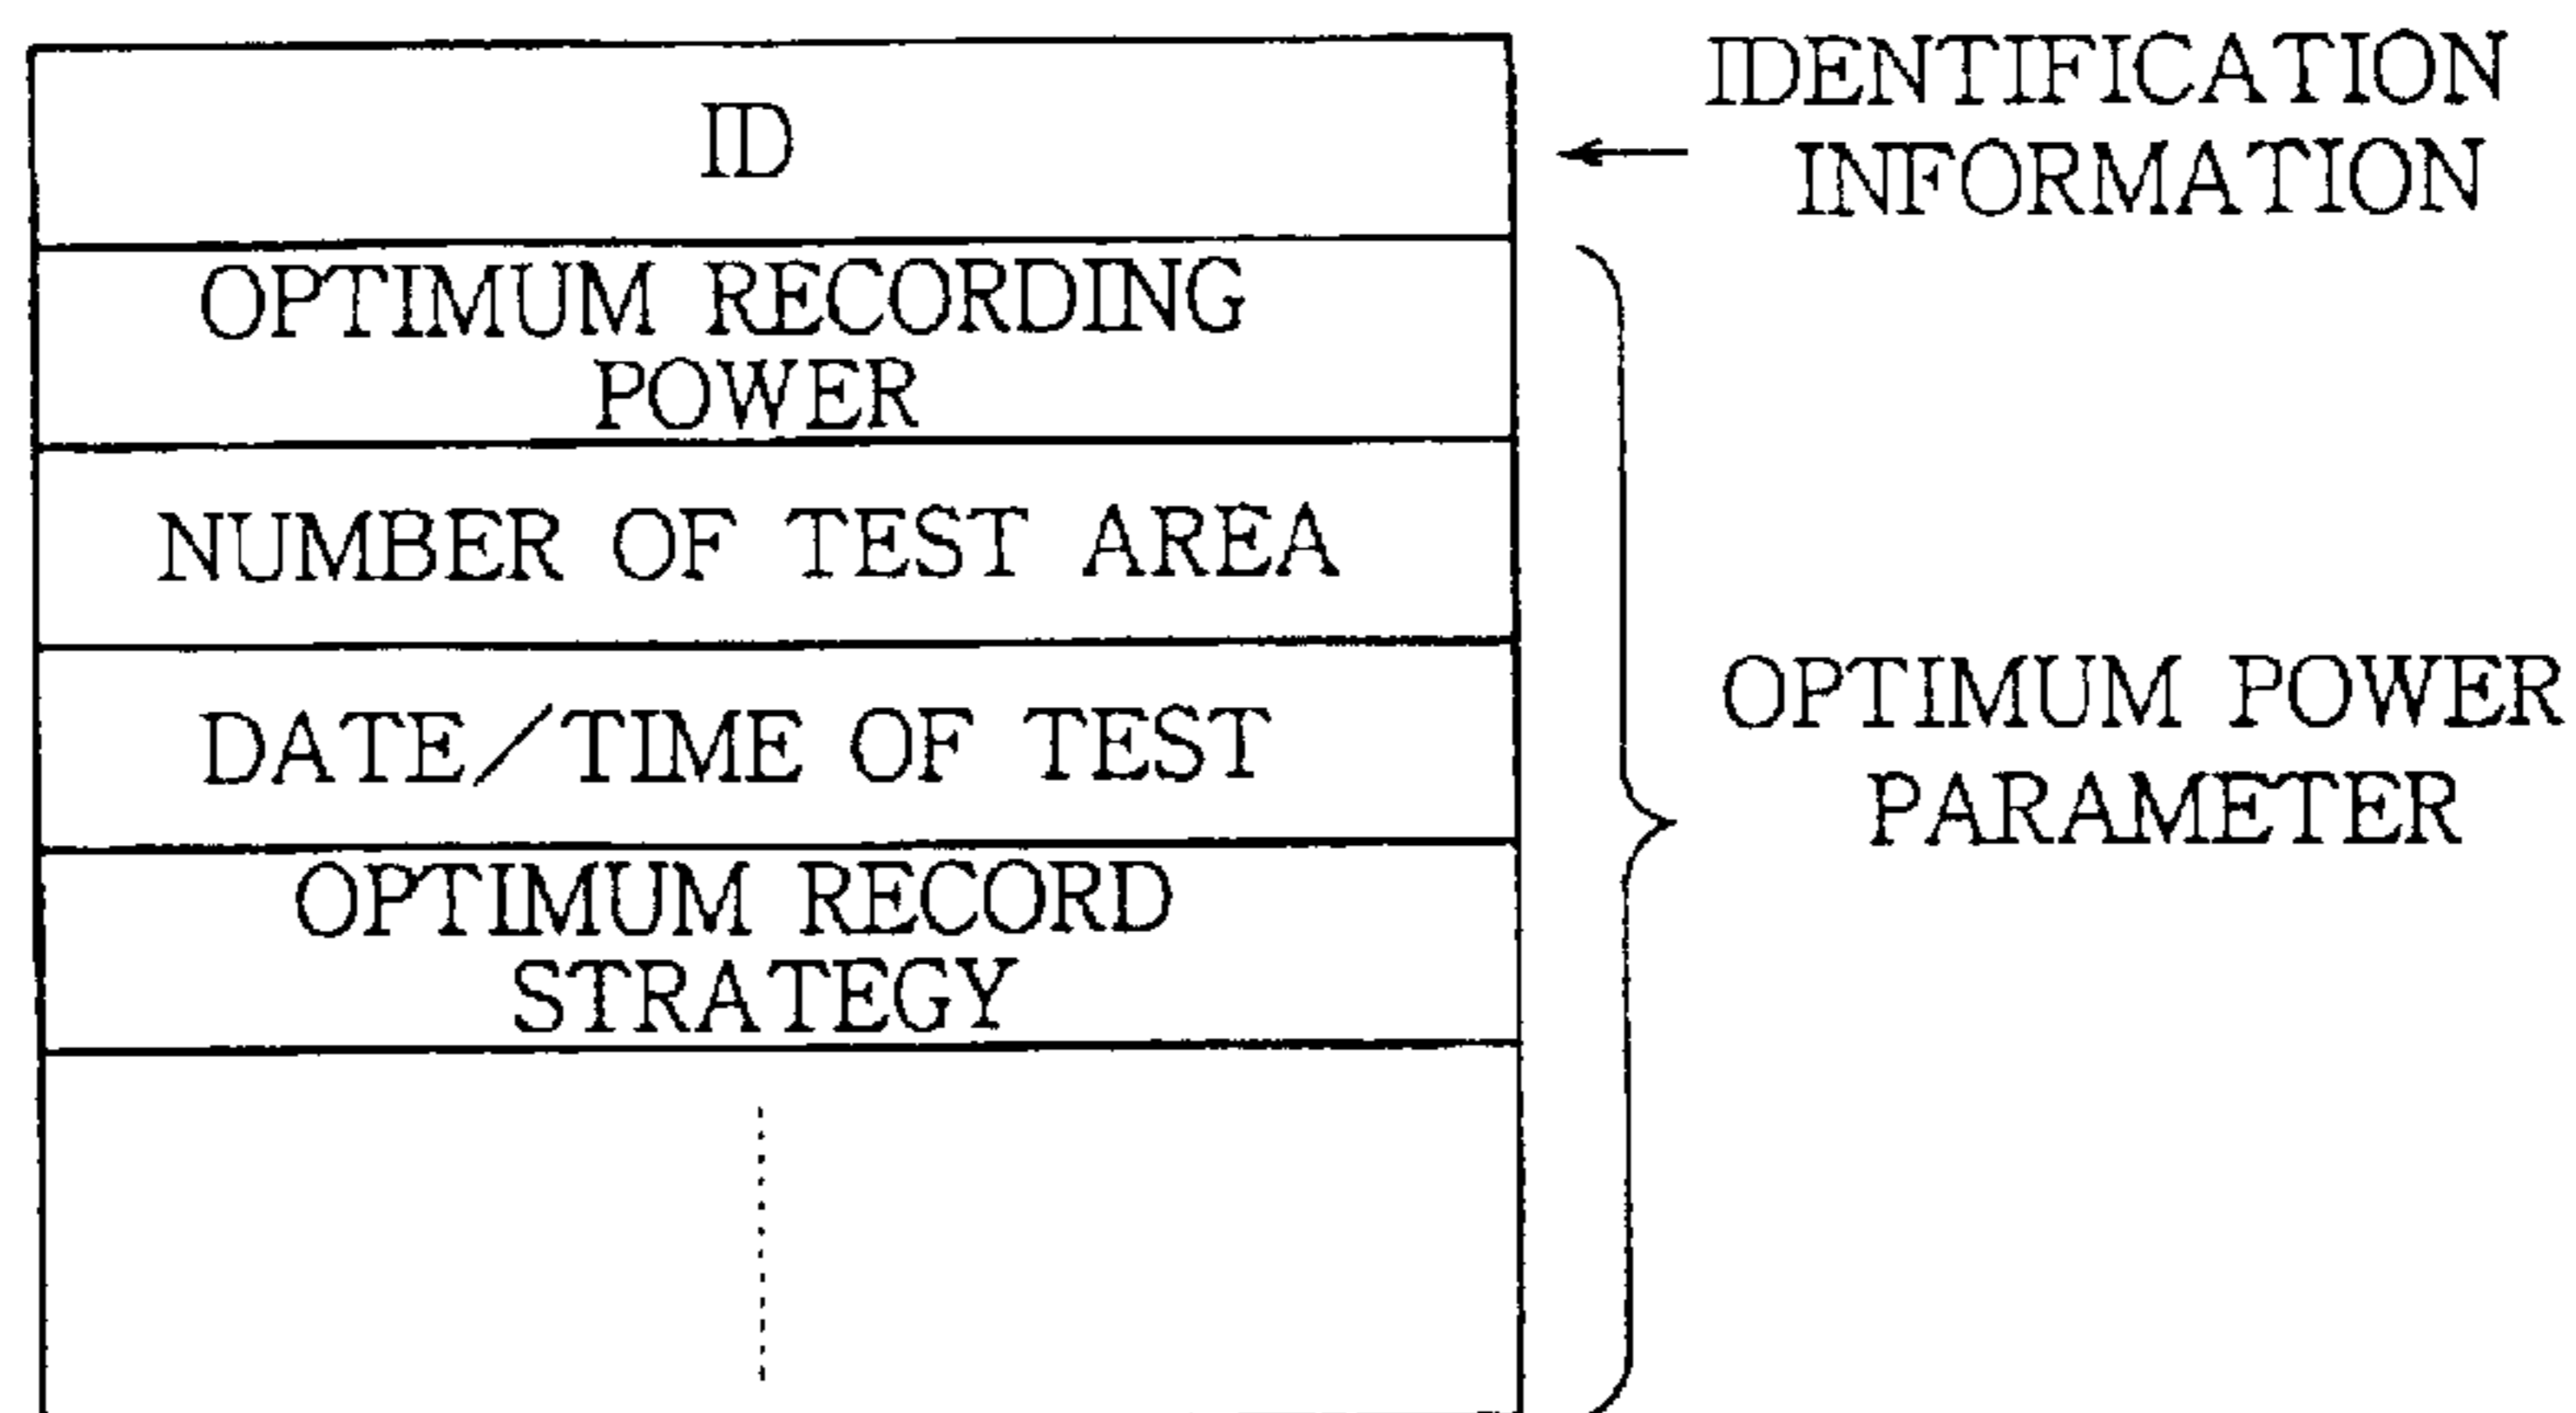 ID
IDENTIFICATION
INFORMATION
OPTIMUM RECORDING
POWER
NUMBER OF TEST AREA
DATE/TIME OF TEST
OPTIMUM RECORD
STRATEGY
OPTIMUM POWER
PARAMETER